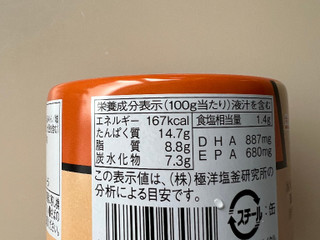 栄養成分表示(100g当たり)液汁を含む
エネルギー 167kcal 食塩相当量 1.4g
たんぱく質 14.7g
脂質 8.8g DHA 887mg
炭水化物 7.3g EPA 680mg
この表示値は、(株)極洋塩釜研究所の
分析による目安です。
スチール 缶